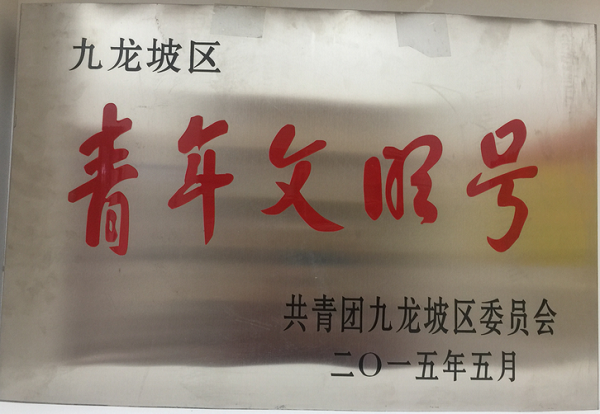 九龙坡区
青年文明号
共青团九龙坡区委员会
二〇一五年五月